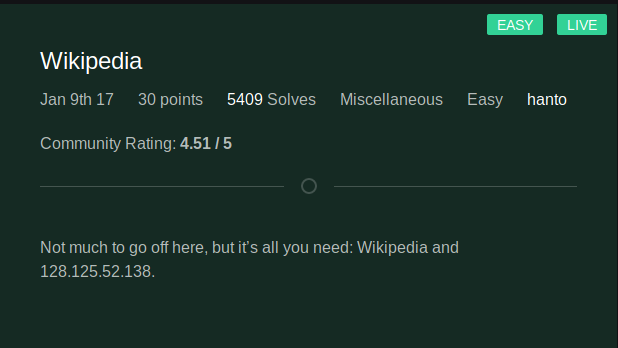 EASY LIVE
Wikipedia
Jan 9th 17 30 points 5409 Solves Miscellaneous Easy hanto
Community Rating: 4.51 / 5
Not much to go off here, but it’s all you need: Wikipedia and
128.125.52.138.